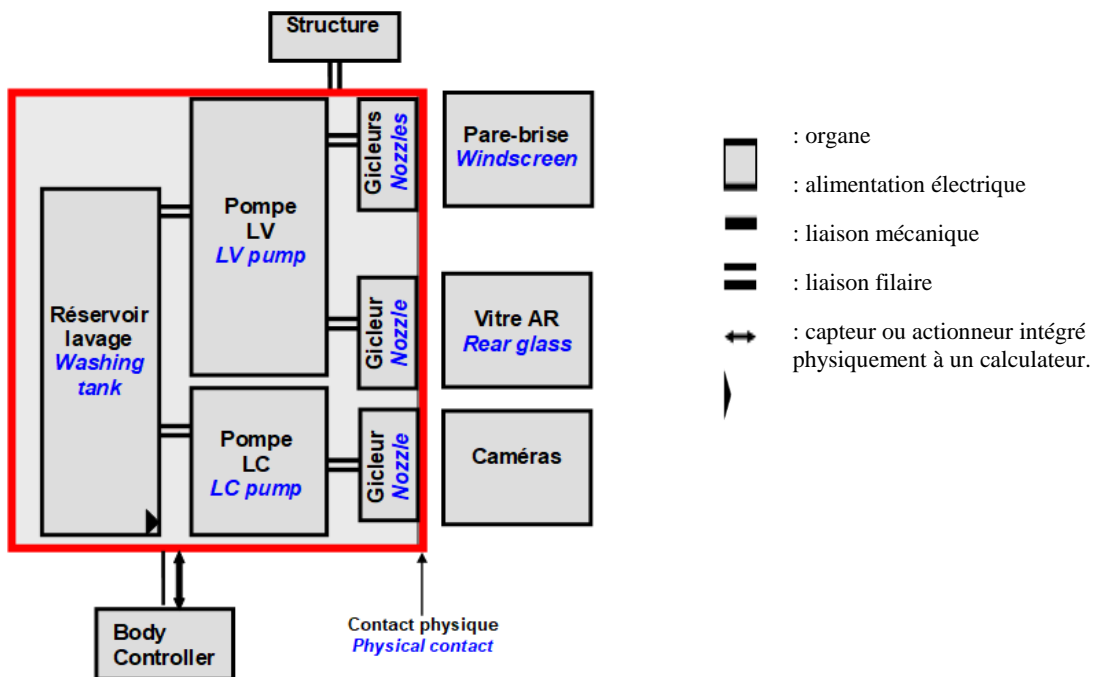 Structure
Gicleurs
Nozzles
Pare-brise
Windscreen
Pompe
LV
LV pump
Réservoir
lavage
Washing
tank
Gicleur
Nozzle
Vitre AR
Rear glass
Pompe
LC
LC pump
Gicleur
Nozzle
Caméras
Body
Controller
Contact physique
Physical contact
: organe
: alimentation électrique
: liaison mécanique
: liaison filaire
: capteur ou actionneur intégré
physiquement à un calculateur.